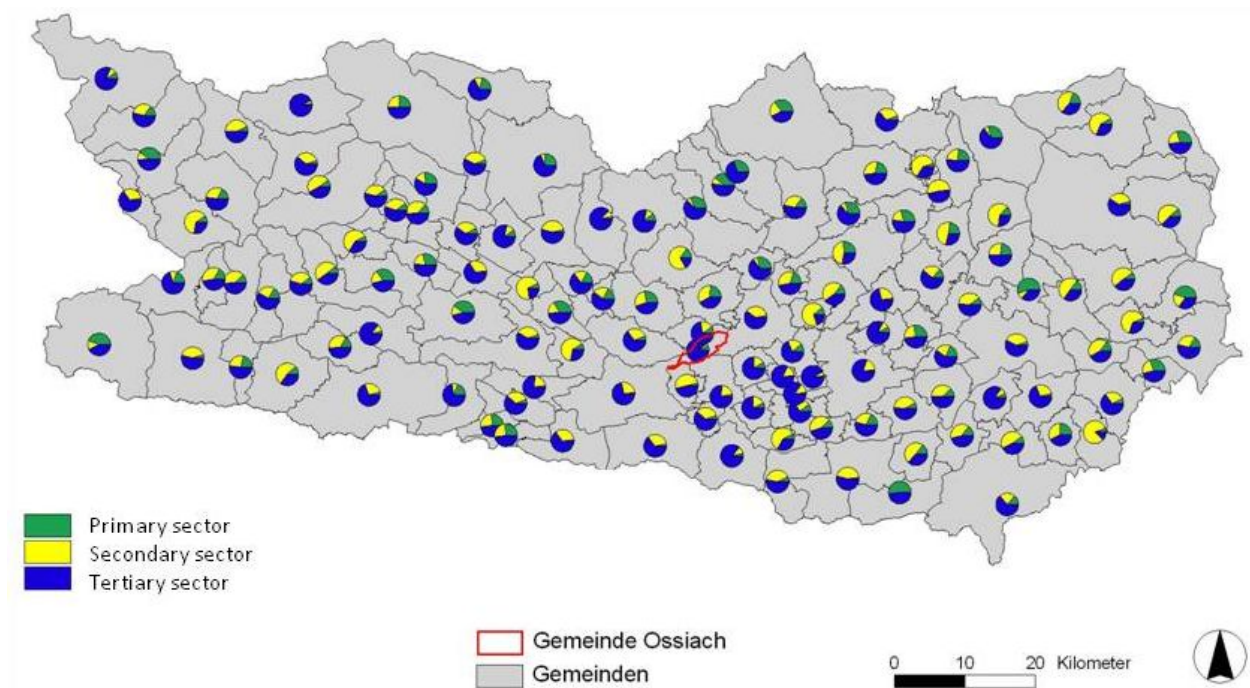 Primary sector
Secondary sector
Tertiary sector
Gemeinde Ossiach
Gemeinden
0 10 20 Kilometer